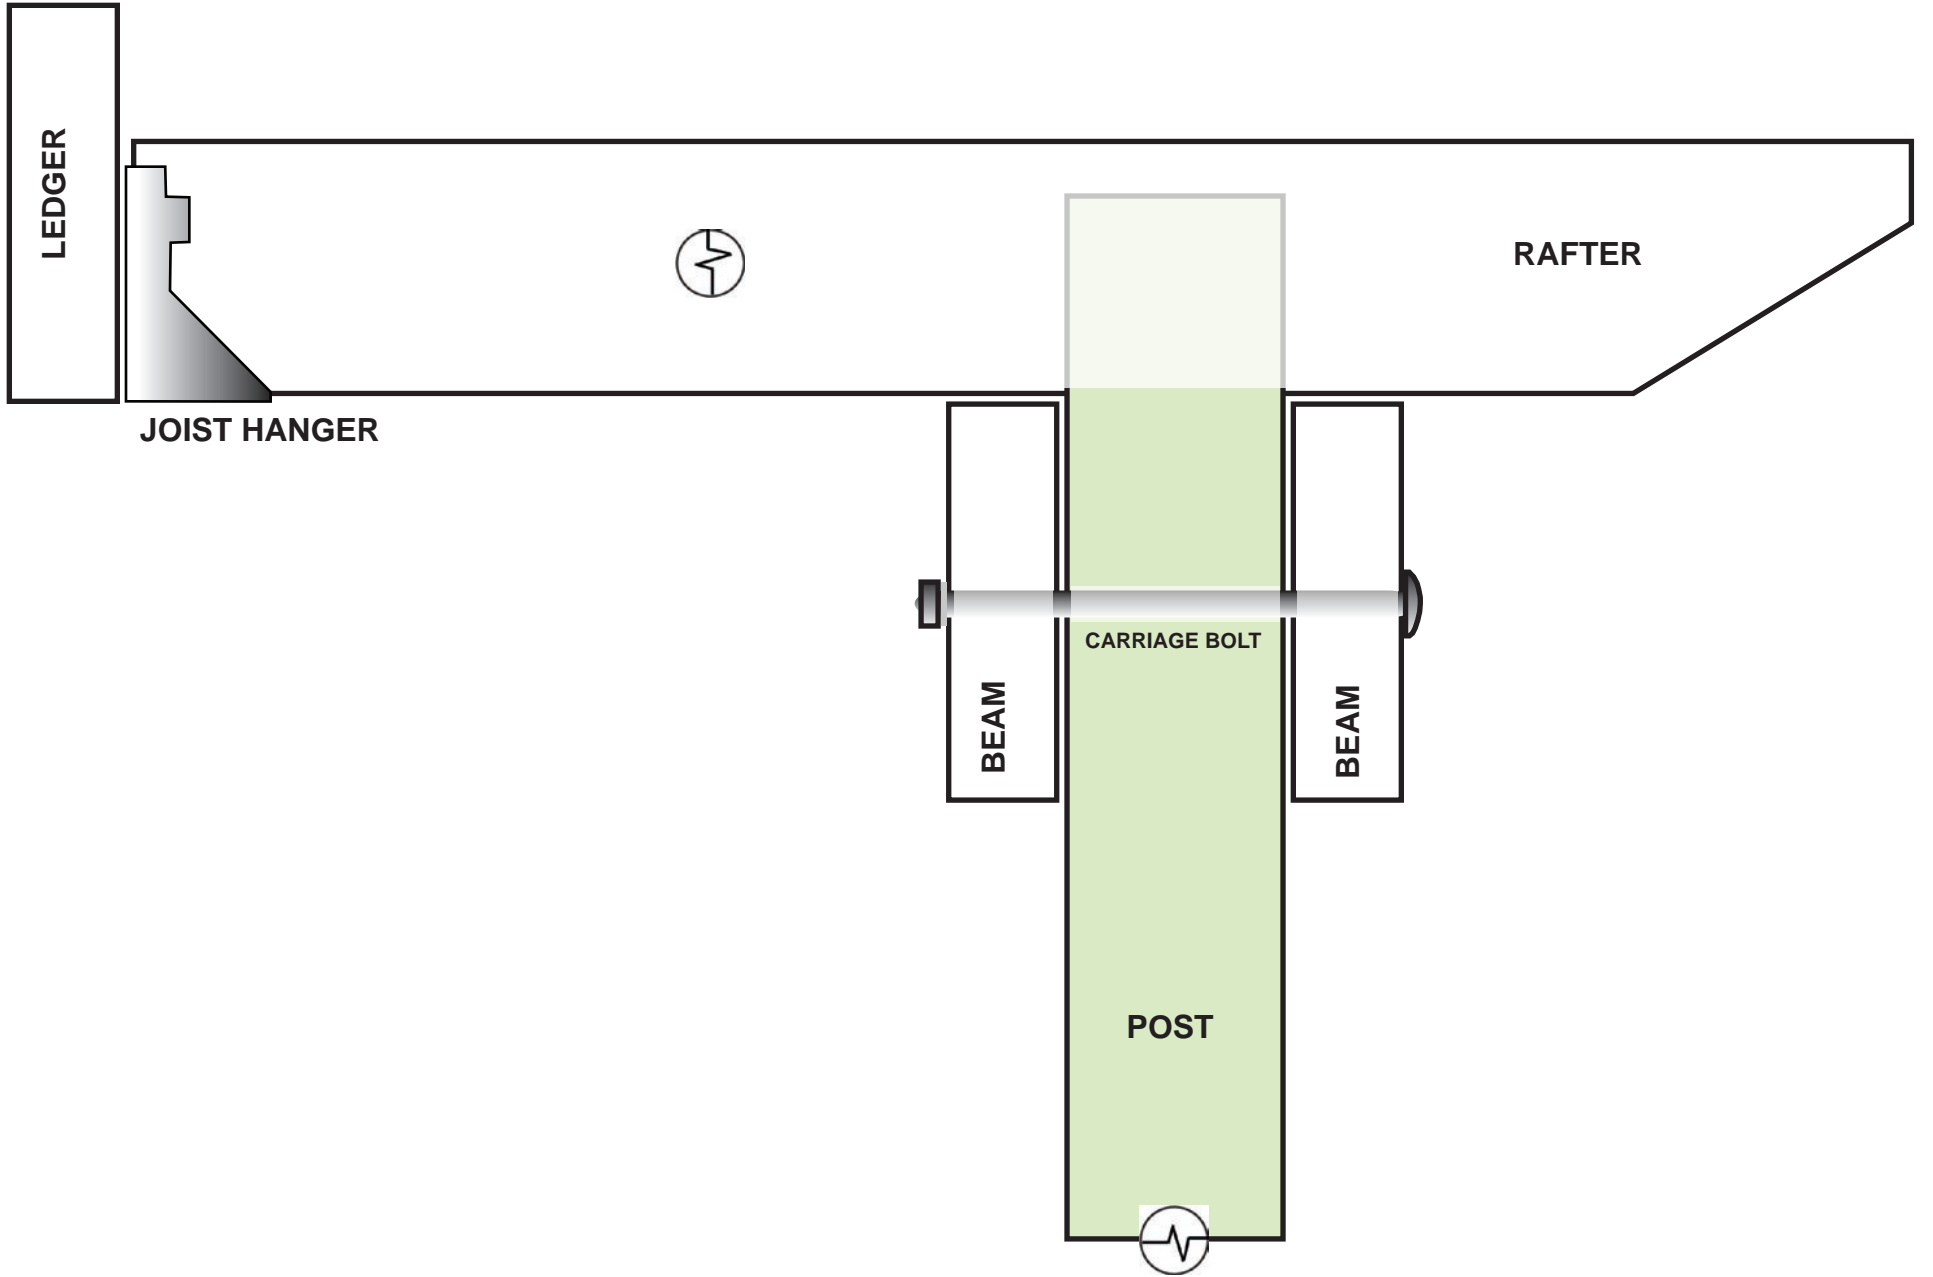 LEDGER
RAFTER
JOIST HANGER
CARRIAGE BOLT
BEAM
BEAM
POST